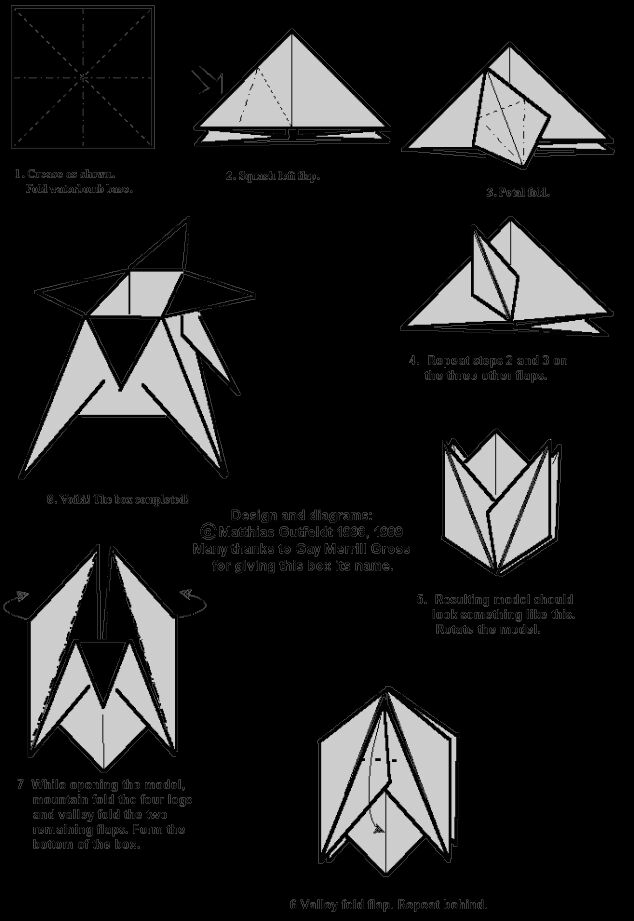 1. Crease as shown.
Fold waterbomb base.
2. Squash left flap.
3. Petal fold.
4. Repeat steps 2 and 3 on
the three other flaps.
5. Resulting model should
look something like this.
Rotate the model.
6 Valley fold flap. Repeat behind.
7 While opening the model,
mountain fold the four legs
and valley fold the two
remaining flaps. Form the
bottom of the box.
8. Voilà! The box completed!
Design and diagrams:
© Matthias Gutfeldt 1996, 1999
Many thanks to Gay Merrill Gross
for giving this box its name.